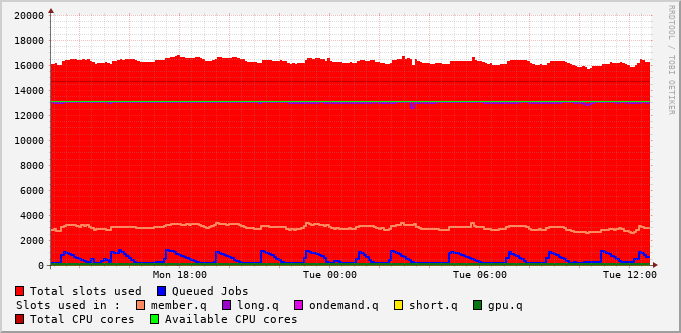 RRDTOOL / TOBI OETIKER
20000
18000
16000
14000
12000
10000
8000
6000
4000
2000
0
Mon 18:00 Tue 00:00 Tue 06:00 Tue 12:00
Total slots used Queued Jobs
Slots used in : member.q long.q ondemand.q short.q gpu.q
Total CPU cores Available CPU cores